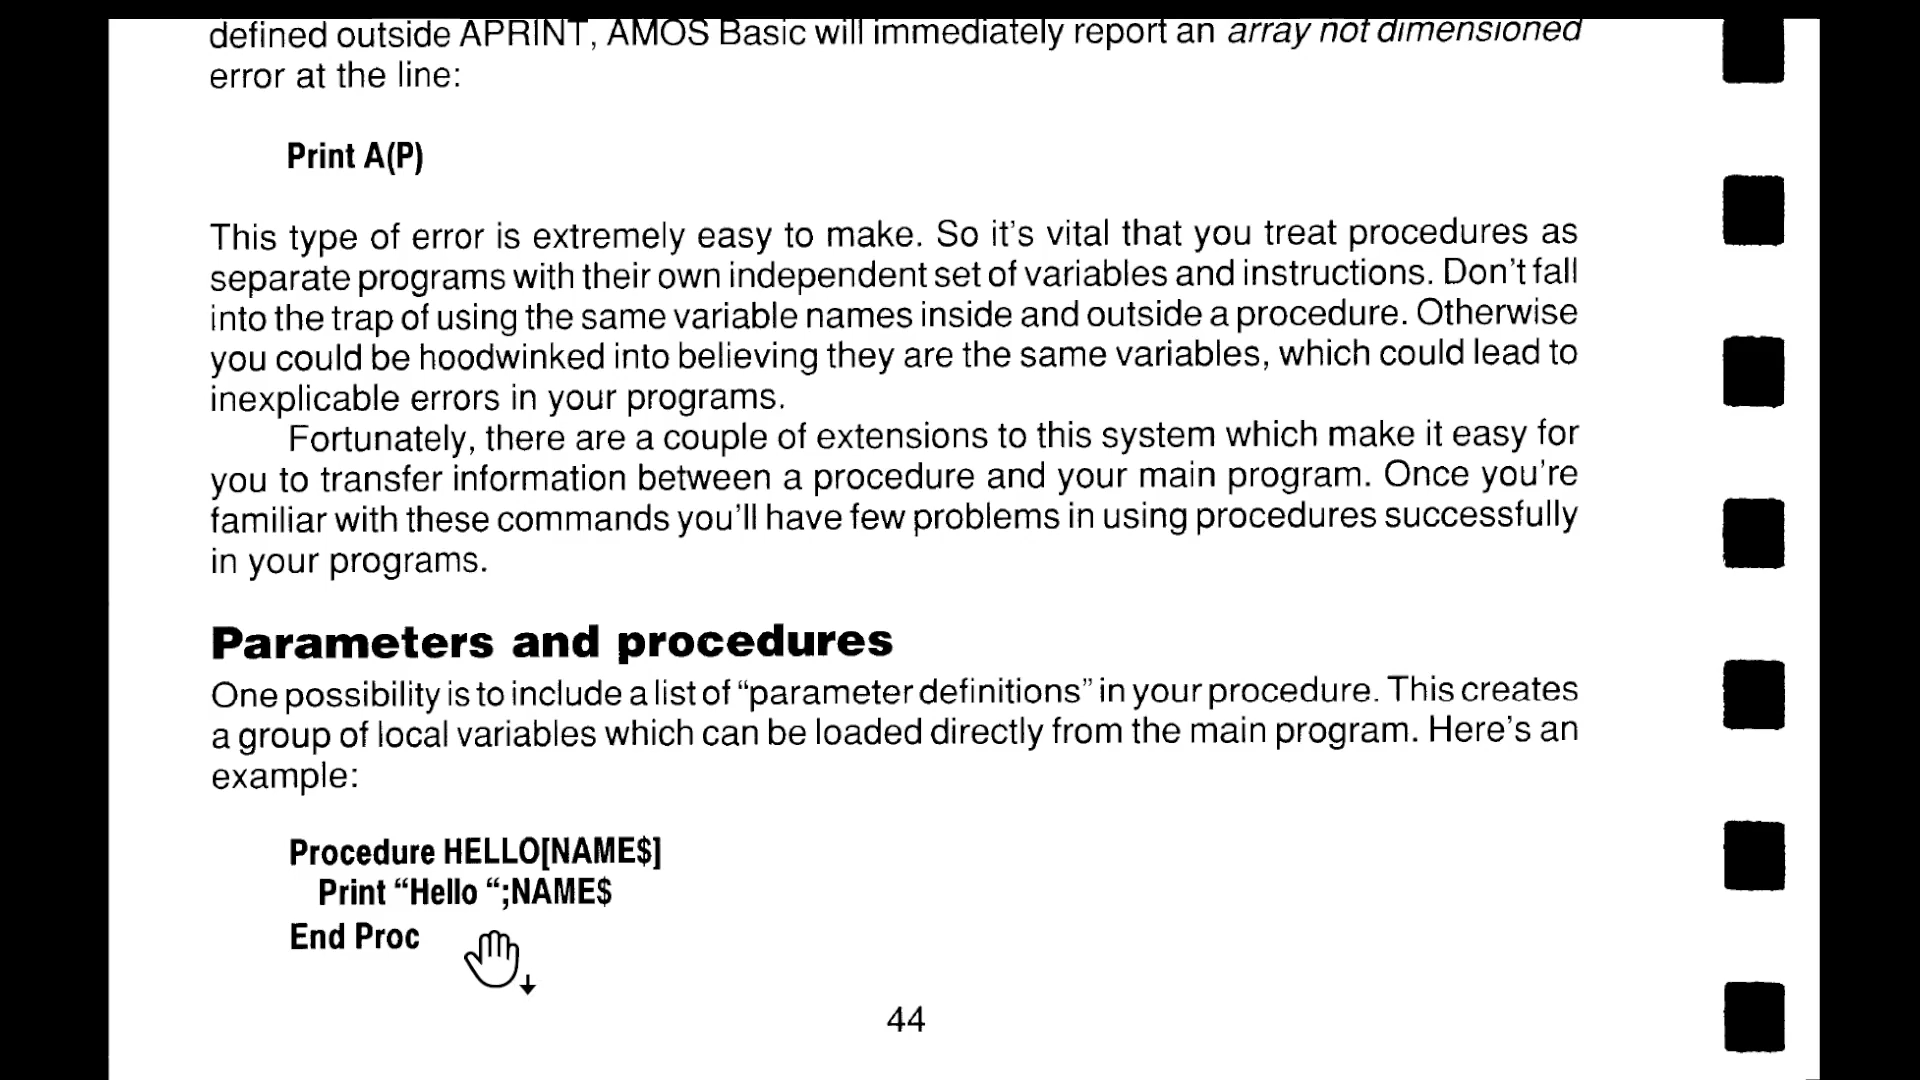 defined outside APRINT, AMOS Basic will immediately report an array not dimensioned
error at the line:
Print A(P)
This type of error is extremely easy to make. So it's vital that you treat procedures as
separate programs with their own independent set of variables and instructions. Don't fall
into the trap of using the same variable names inside and outside a procedure. Otherwise
you could be hoodwinked into believing they are the same variables, which could lead to
inexplicable errors in your programs.
Fortunately, there are a couple of extensions to this system which make it easy for
you to transfer information between a procedure and your main program. Once you're
familiar with these commands you'll have few problems in using procedures successfully
in your programs.
Parameters and procedures
One possibility is to include a list of “parameter definitions” in your procedure. This creates
a group of local variables which can be loaded directly from the main program. Here's an
example:
Procedure HELLO[NAME$]
Print “Hello “;NAME$
End Proc
44